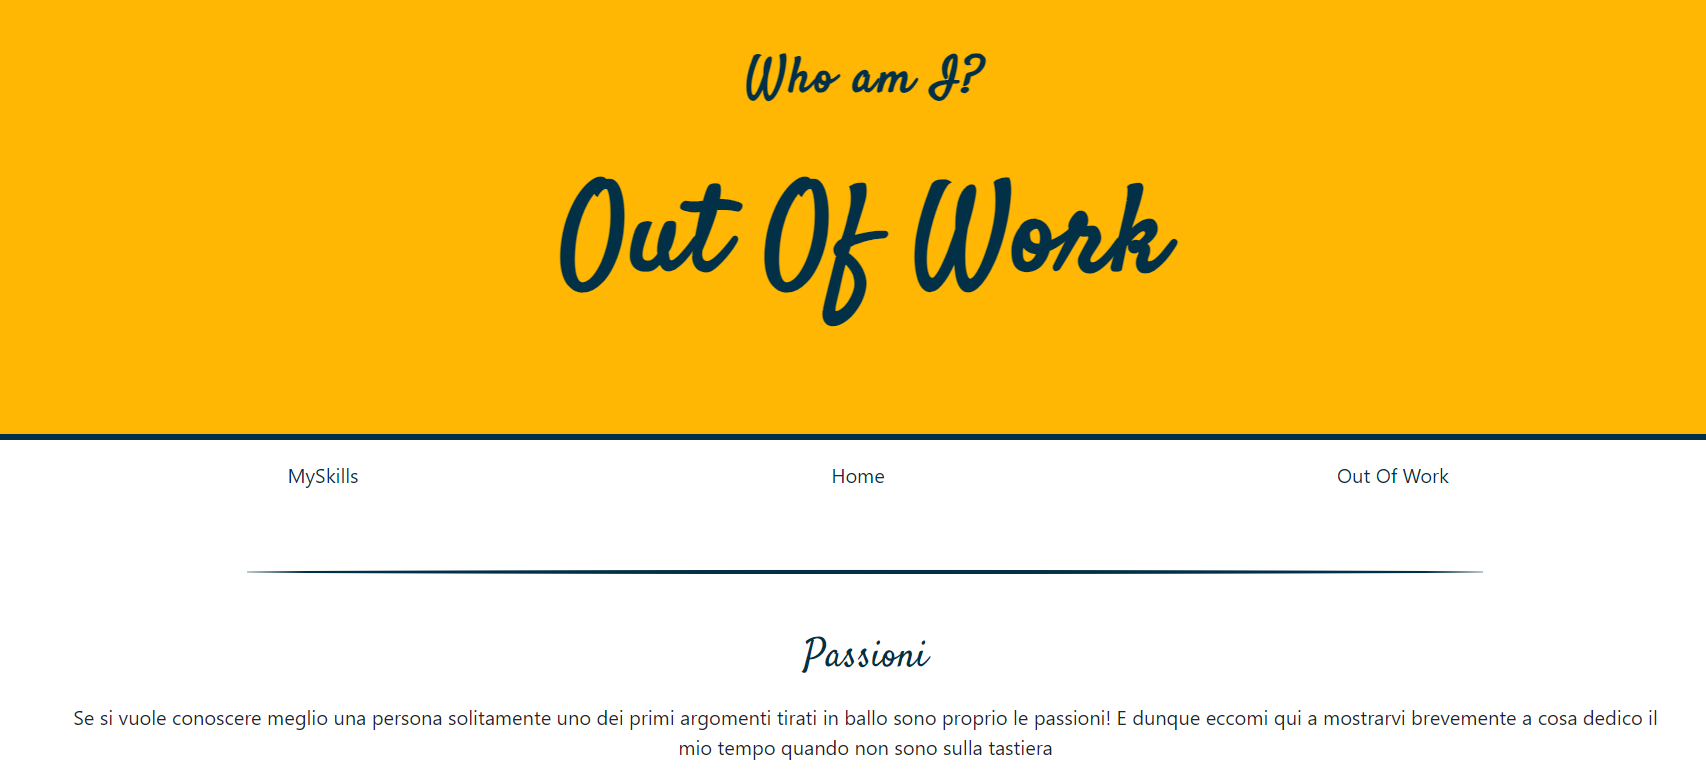 Who am I?
Out Of Work
MySkills
Home
Out Of Work
Passioni
Se si vuole conoscere meglio una persona solitamente uno dei primi argomenti tirati in ballo sono proprio le passioni! E dunque eccomi qui a mostrarvi brevemente a cosa dedico il
mio tempo quando non sono sulla tastiera